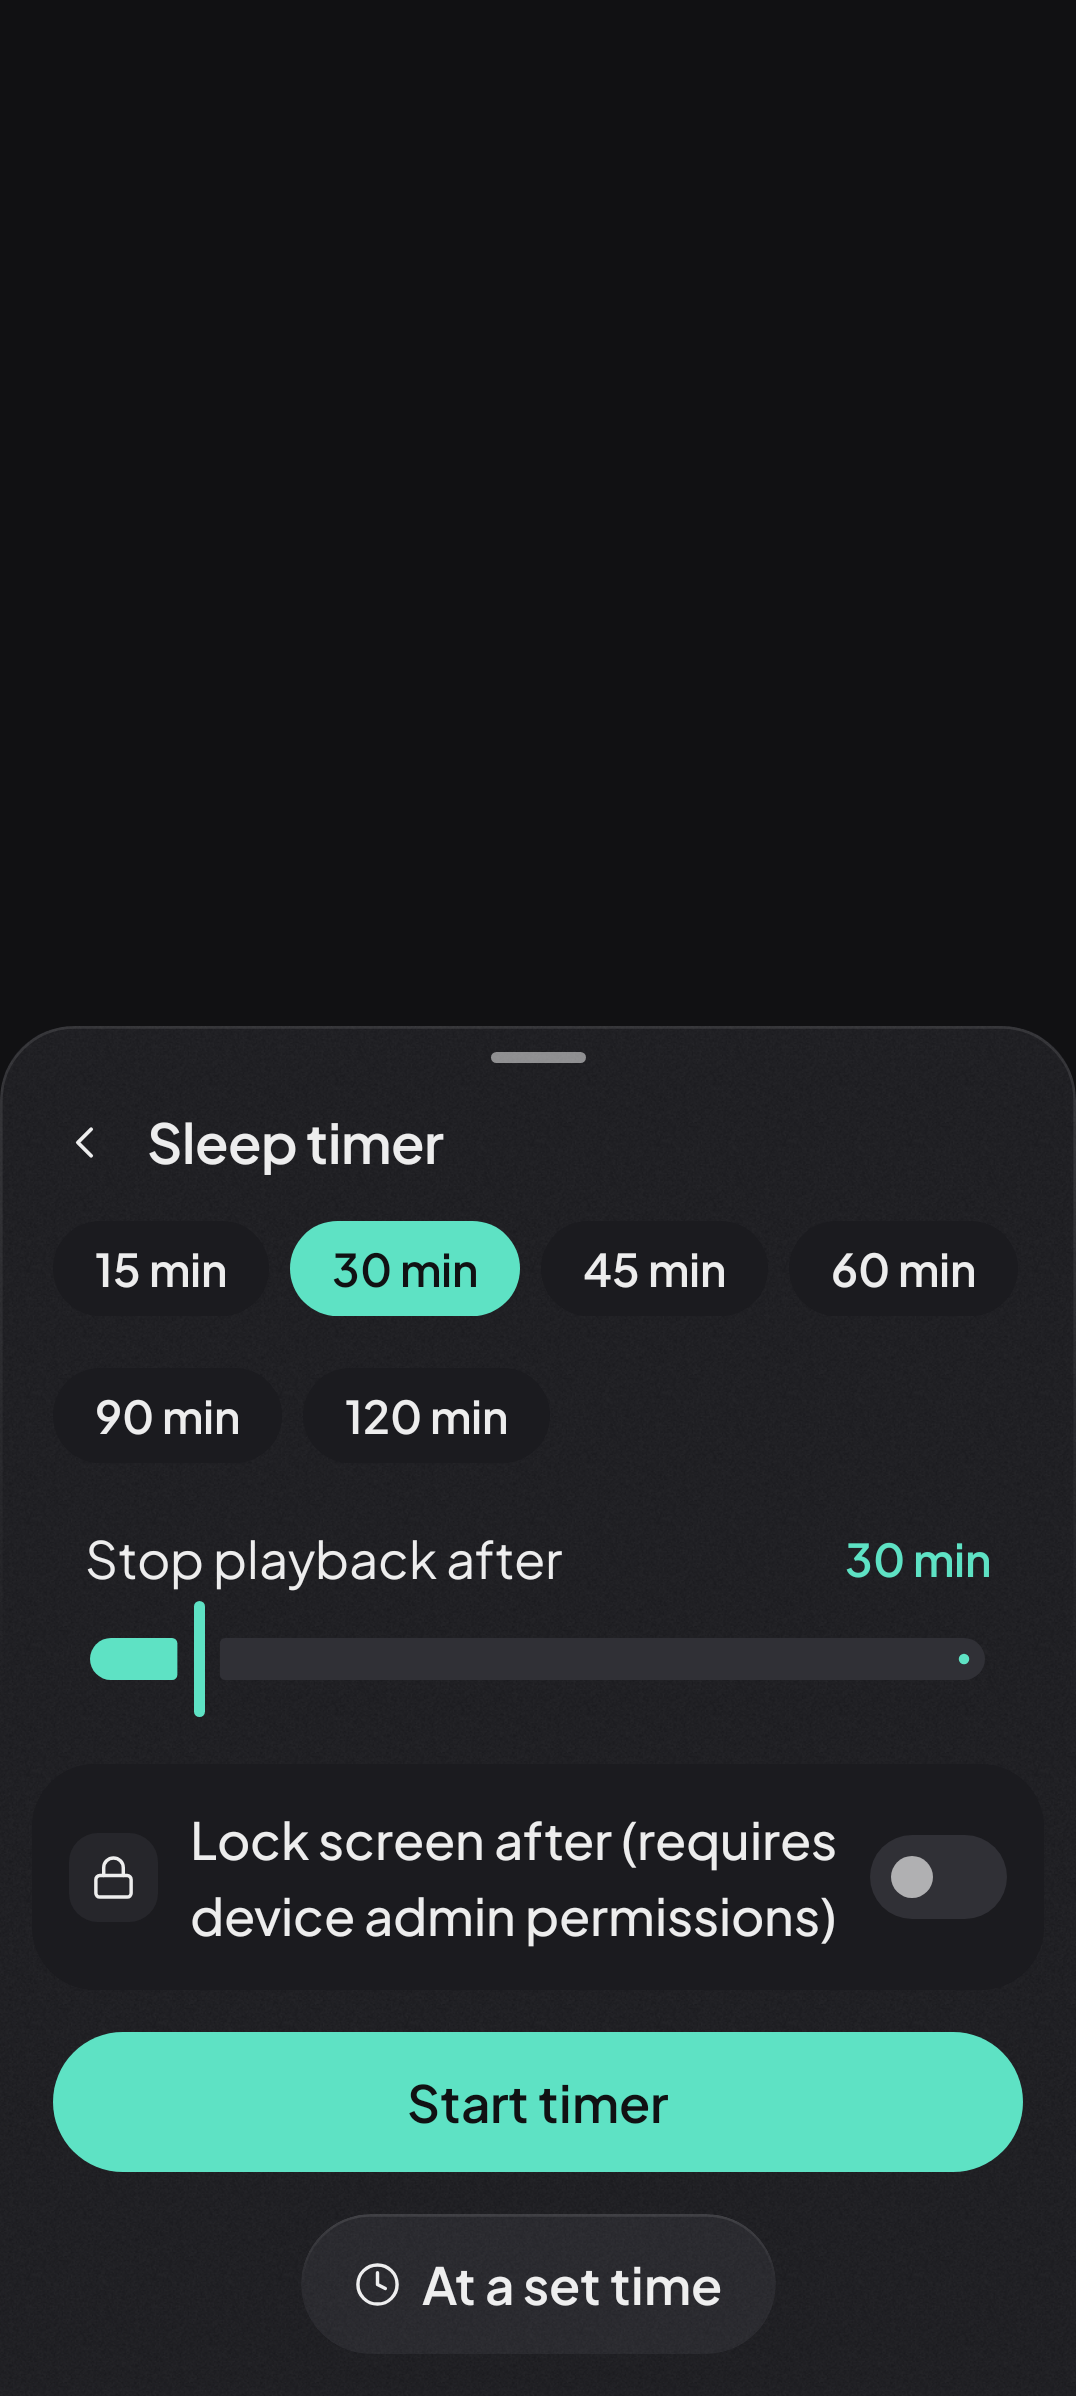 Sleep timer
15 min 30 min 45 min 60 min
90 min 120 min
Stop playback after 30 min
Lock screen after (requires
device admin permissions)
Start timer
At a set time